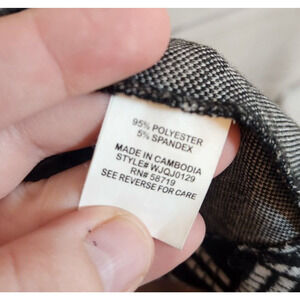 95% POLYESTER
5% SPANDEX
MADE IN CAMBODIA
STYLE# WJQJ0129
RN# 58719
SEE REVERSE FOR CARE